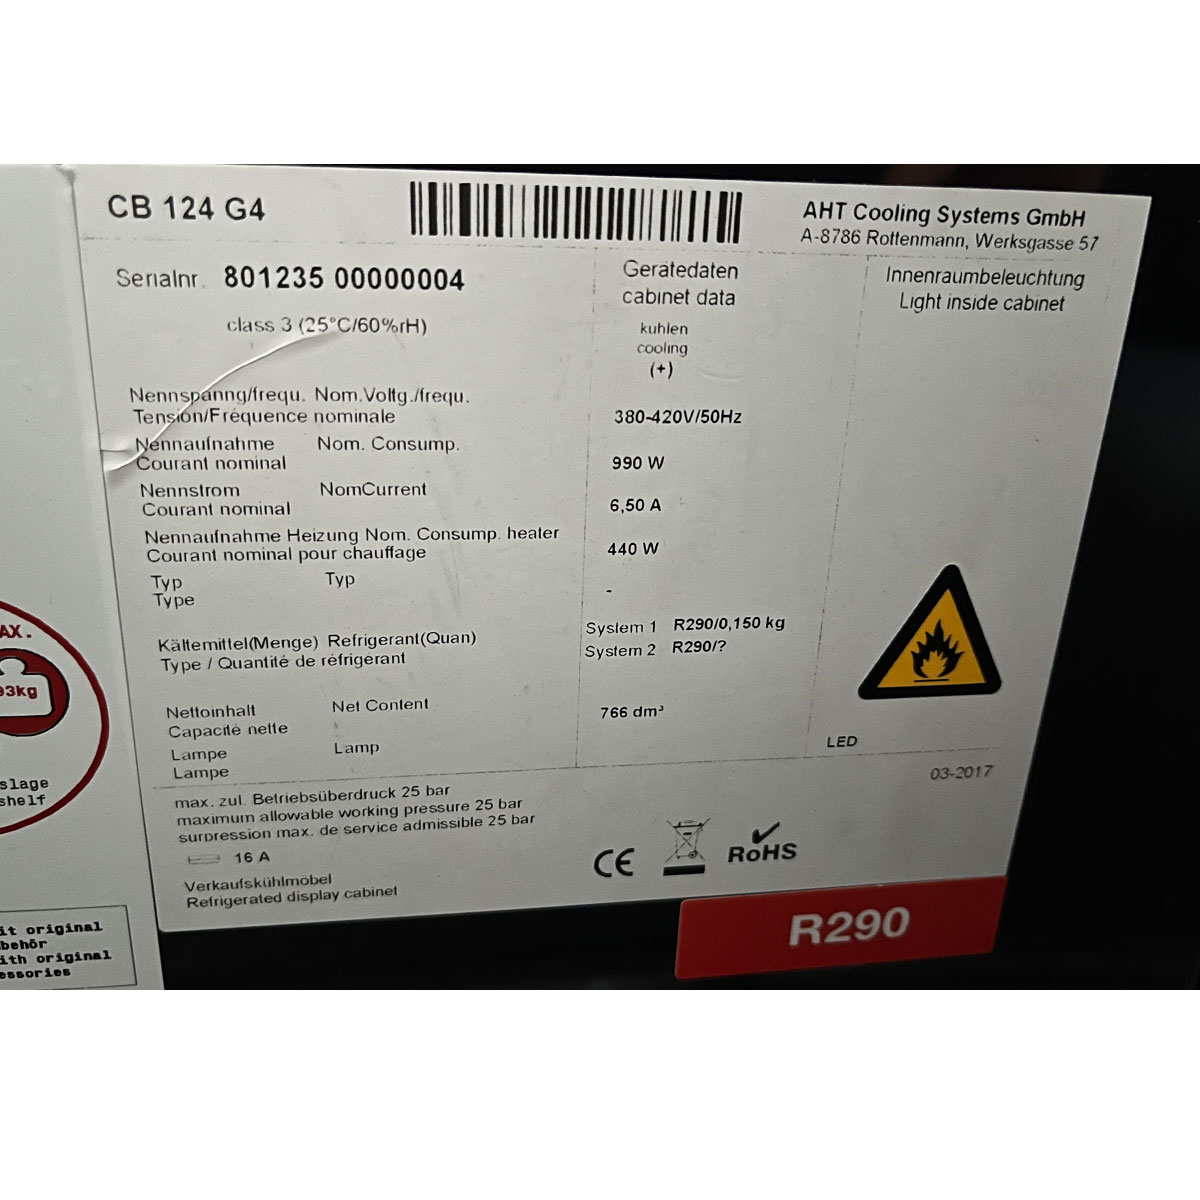 CB 124 G4
AHT Cooling Systems GmbH
A-8786 Rottenmann, Werksgasse 57
Serialnr. 801235 00000004
class 3 (25°C/60%rH)
Gerätedaten
cabinet data
kuhlen
cooling
(+)
Innenraumbeleuchtung
Light inside cabinet
Nennspanng/frequ. Nom.Voltg./frequ.
Tension/Fréquence nominale
380-420V/50Hz
Nennaufnahme Nom. Consump.
Courant nominal
990 W
Nennstrom NomCurrent
Courant nominal
6,50 A
Nennaufnahme Heizung Nom. Consump. heater
Courant nominal pour chauffage
440 W
Typ Typ
Type
-
Kältemittel(Menge) Refrigerant(Quan)
Type / Quantité de réfrigerant
System 1 R290/0,150 kg
System 2 R290/?
Nettoinhalt Net Content
Capacité nette
766 dm³
Lampe Lamp
Lampe
LED
03-2017
max. zul. Betriebsüberdruck 25 bar
maximum allowable working pressure 25 bar
surpression max. de service admissible 25 bar
16 A
Verkaufskühlmobel
Refrigerated display cabinet
CE
RoHS
R290
AX.
93kg
slage
shelf
it original
behör
ith original
essories